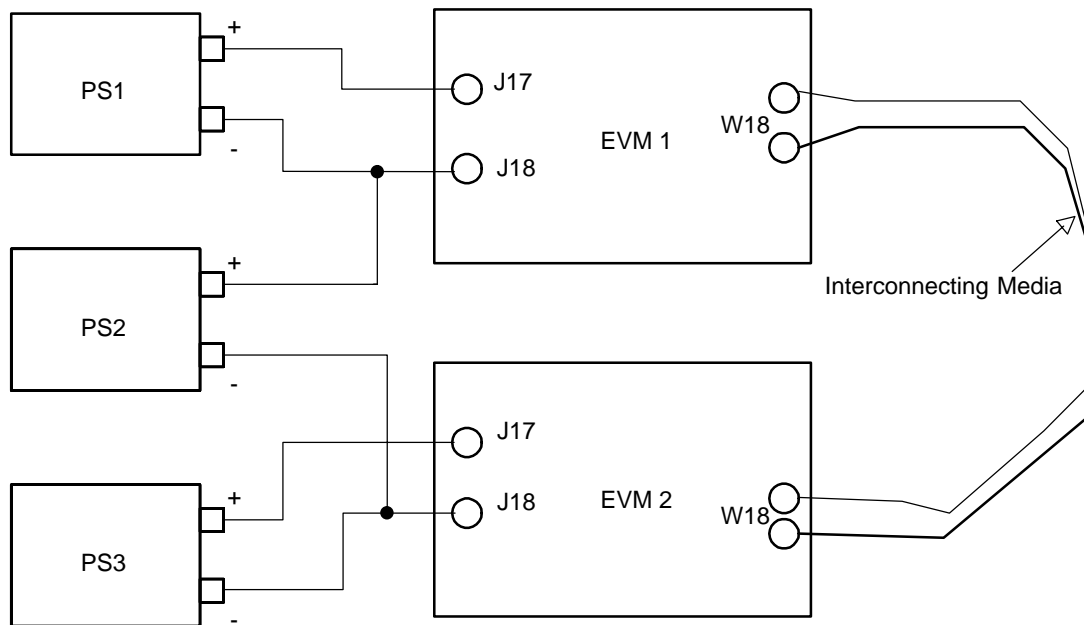 PS1
+
-
J17
J18
EVM 1
W18
Interconnecting Media
PS2
+
-
PS3
+
-
J17
J18
EVM 2
W18